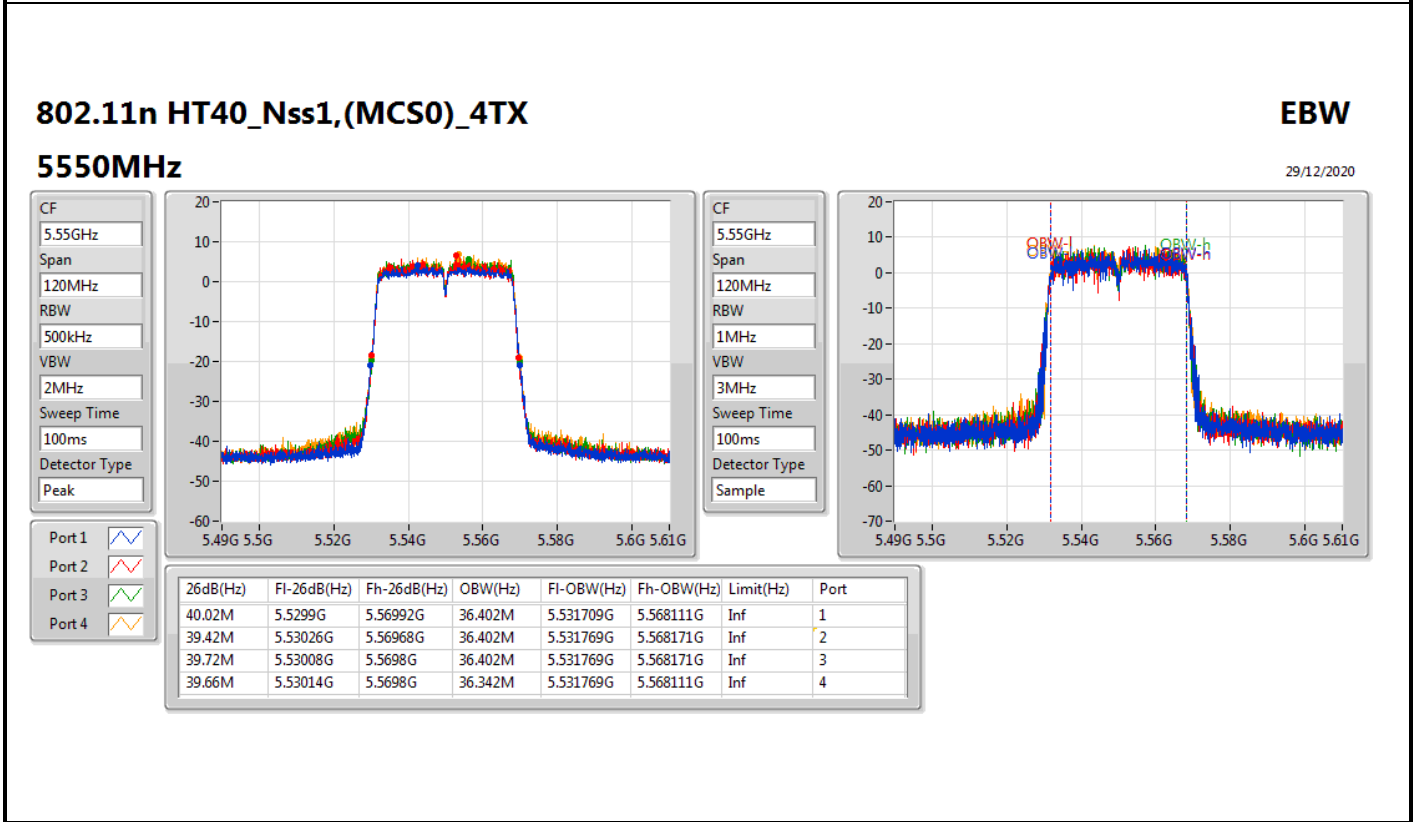 802.11n HT40_Nss1,(MCS0)_4TX
EBW
5550MHz
29/12/2020
CF
5.55GHz
Span
120MHz
RBW
500kHz
VBW
2MHz
Sweep Time
100ms
Detector Type
Peak
20
10
0
-10
-20
-30
-40
-50
-60
5.49G 5.5G 5.52G 5.54G 5.56G 5.58G 5.6G 5.61G
CF
5.55GHz
Span
120MHz
RBW
1MHz
VBW
3MHz
Sweep Time
100ms
Detector Type
Sample
20
10
0
-10
-20
-30
-40
-50
-60
-70
OBW-l OBW-h
5.49G 5.5G 5.52G 5.54G 5.56G 5.58G 5.6G 5.61G
Port 1
Port 2
Port 3
Port 4
26dB(Hz) Fl-26dB(Hz) Fh-26dB(Hz) OBW(Hz) Fl-OBW(Hz) Fh-OBW(Hz) Limit(Hz) Port
40.02M 5.5299G 5.56992G 36.402M 5.531709G 5.568111G Inf 1
39.42M 5.53026G 5.56968G 36.402M 5.531769G 5.568171G Inf 2
39.72M 5.53008G 5.5698G 36.402M 5.531769G 5.568171G Inf 3
39.66M 5.53014G 5.5698G 36.342M 5.531769G 5.568111G Inf 4